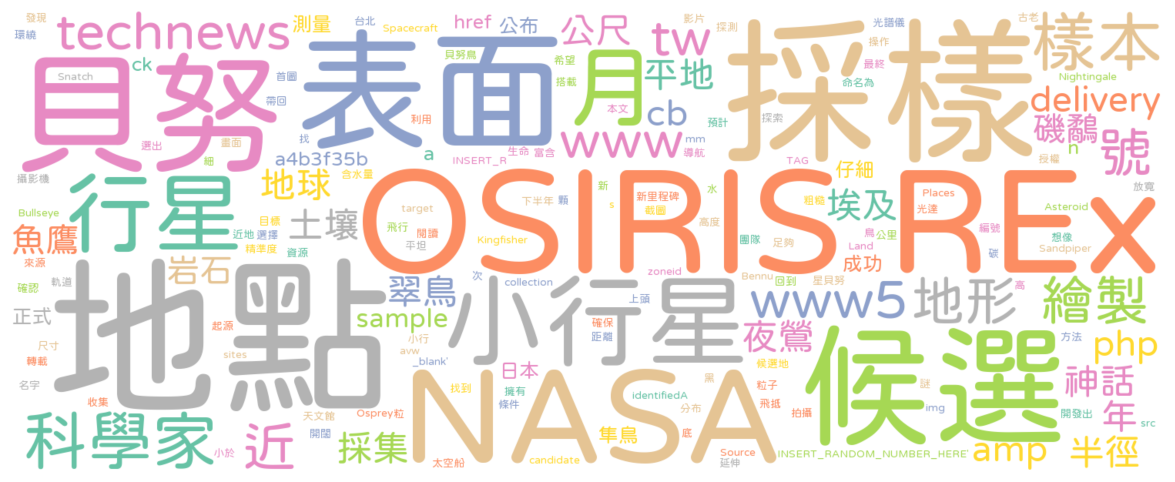 發現 台北 Spacecraft href 公布 影片 探測 光譜儀 古老
環繞 technews 測量 公尺 tw 操作 樣本
ck 首圖 表面 貝努鳥 希望 月 平地 採樣 最終 Nightingale
貝努 Snatch 帶回 搭載 本文 cb 預計 命名為 delivery
選出 畫面 利用 www mm 導航 探索 磯鷸 號
細 a4b3f35b a INSERT_R 生命 富含 TAG 仔細 n 授權
攝影機 行星 地球 含水量 OSIRIS REx 新 新里程碑 水 放寬
Bullseye 目標 土壤 target 下半年 顆 s 截圖 粗糙 埃及 Places Asteroid
魚鷹 近地 選擇 飛行 閱讀 高度 光達 編號 想像
來源 精準度 資源 平坦 Kingfisher 團隊 足夠 鳥 公里 Land 成功 碳 Sandpiper
確認 軌道 岩石 翠鳥 次 collection zoneid Bennu 回到 星貝努
地點 sample 小行星 上頭 www5 地形 高 繪製
正式 起源 確保 距離 夜鶯 方法 php
尺寸 轉載 sites 小行 avw _blank' 日本 候選地 候選 謎
名字 NASA 擁有 條件 identifiedA 黑 粒子 飛抵 img 神話
收集 天文館 Osprey粒 找到 分布 拍攝 開發出 年 src
科學家 小於 近 開闊 採集 隼鳥 底 Source INSERT_RANDOM_NUMBER_HERE' amp 半徑
太空船 candidate 延伸
找